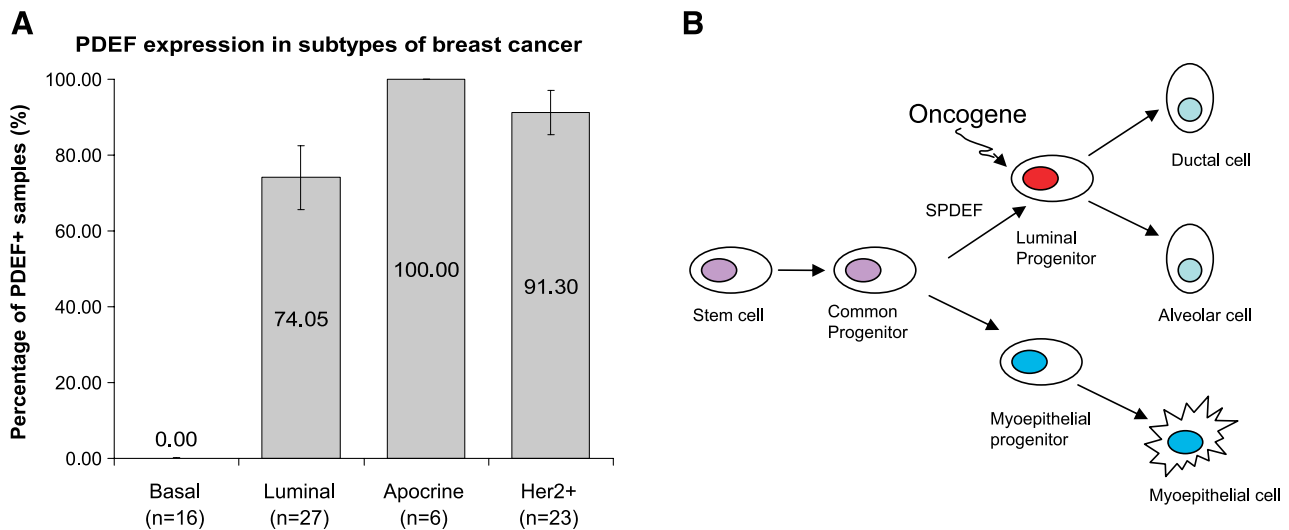 A
PDEF expression in subtypes of breast cancer
Percentage of PDEF+ samples (%)
100.00
80.00
60.00
40.00
20.00
0.00
0.00
74.05
100.00
91.30
Basal
(n=16)
Luminal
(n=27)
Apocrine
(n=6)
Her2+
(n=23)
B
Oncogene
SPDEF
Stem cell
Common
Progenitor
Luminal
Progenitor
Ductal cell
Alveolar cell
Myoepithelial
progenitor
Myoepithelial cell